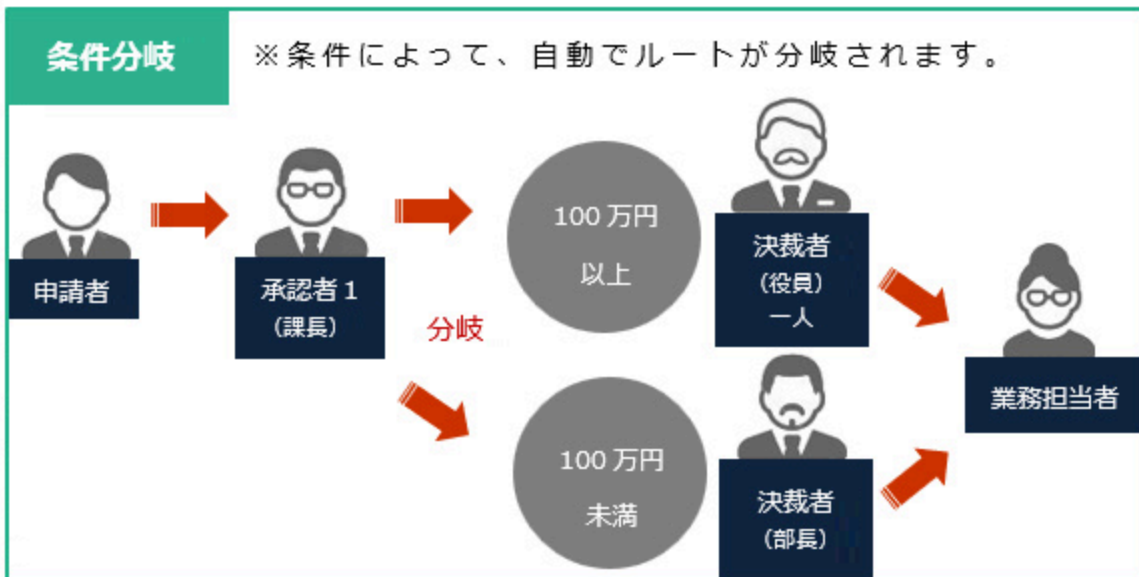 条件分岐
※条件によって、自動でルートが分岐されます。
申請者
承認者1
(課長)
分岐
100万円
以上
決裁者
(役員)
一人
100万円
未満
決裁者
(部長)
業務担当者